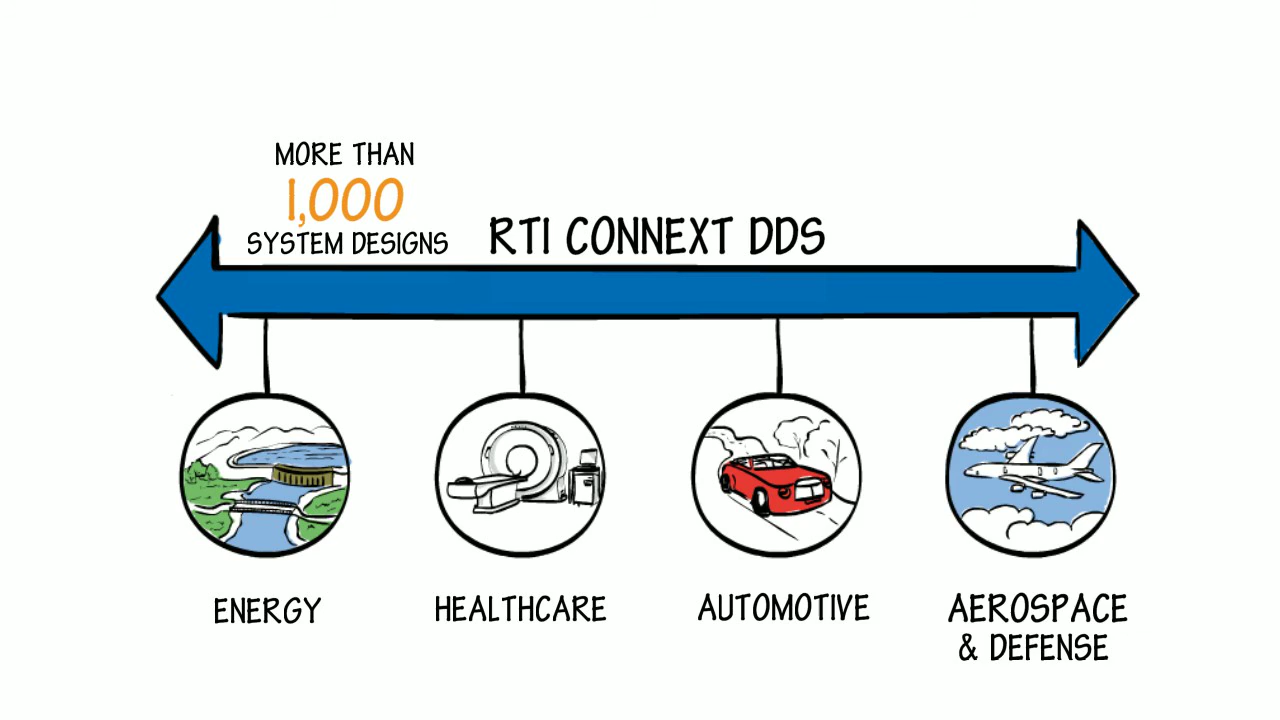 MORE THAN
1,000
SYSTEM DESIGNS
RTI CONNEXT DDS
ENERGY
HEALTHCARE
AUTOMOTIVE
AEROSPACE
& DEFENSE